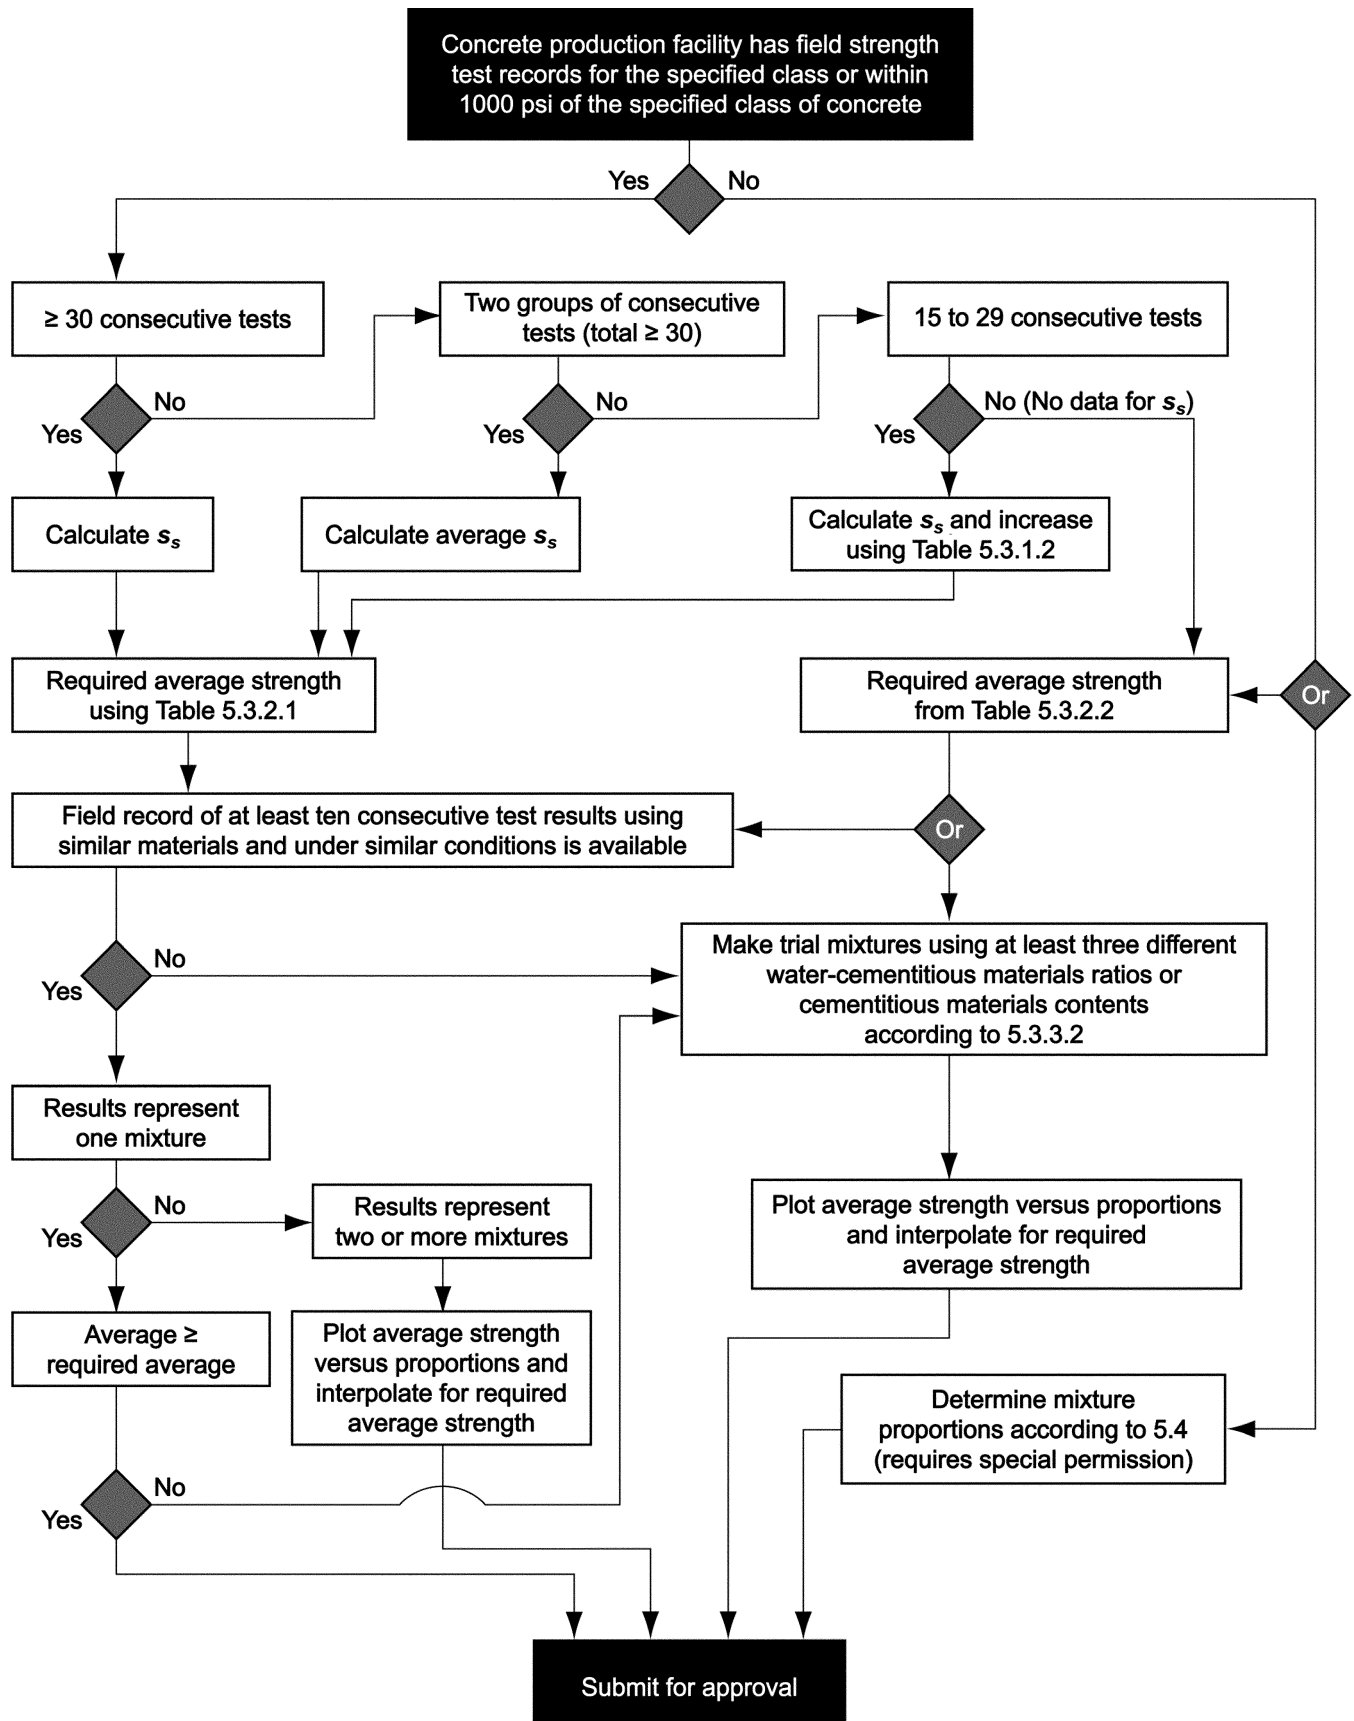 Concrete production facility has field strength
test records for the specified class or within
1000 psi of the specified class of concrete
Yes
No
≥ 30 consecutive tests
Two groups of consecutive
tests (total ≥ 30)
15 to 29 consecutive tests
No
Yes
No
Yes
No (No data for ss)
Yes
Calculate ss
Calculate average ss
Calculate ss and increase
using Table 5.3.1.2
Required average strength
using Table 5.3.2.1
Required average strength
from Table 5.3.2.2
Or
Field record of at least ten consecutive test results using
similar materials and under similar conditions is available
Or
No
Yes
Make trial mixtures using at least three different
water-cementitious materials ratios or
cementitious materials contents
according to 5.3.3.2
Results represent
one mixture
No
Yes
Results represent
two or more mixtures
Plot average strength versus proportions
and interpolate for required
average strength
Average ≥
required average
Plot average strength
versus proportions and
interpolate for required
average strength
Determine mixture
proportions according to 5.4
(requires special permission)
No
Yes
Submit for approval